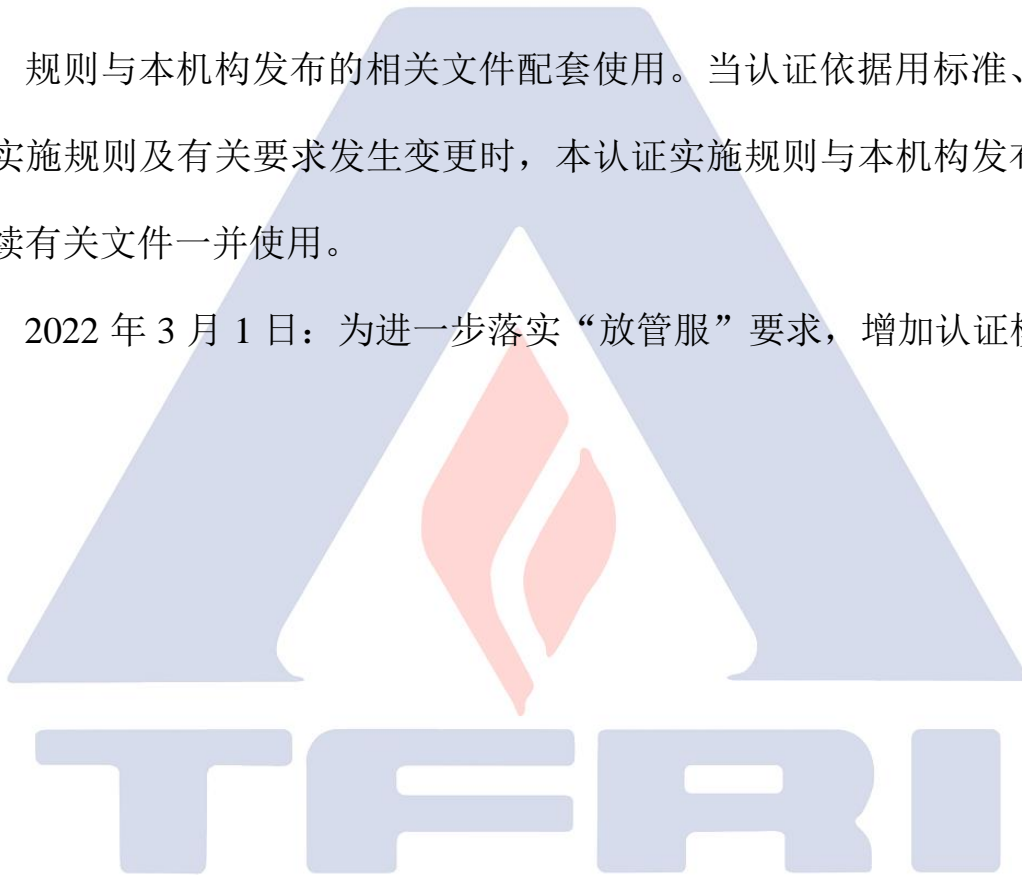 规则与本机构发布的相关文件配套使用。当认证依据用标准、
实施规则及有关要求发生变更时，本认证实施规则与本机构发布
续有关文件一并使用。
2022 年 3 月 1 日：为进一步落实“放管服”要求，增加认证模
TFRI